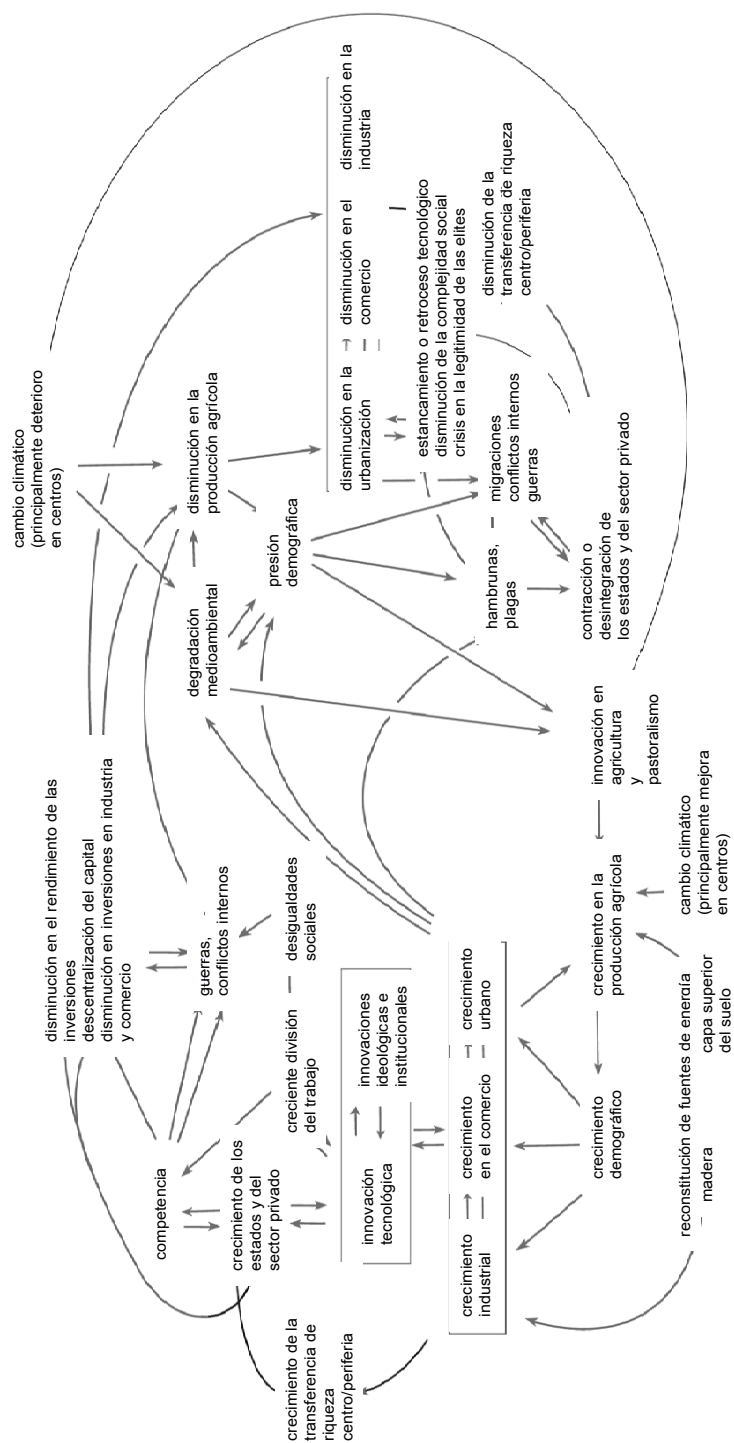 cambio climático
(principalmente deterioro
en centros)
disminución en el rendimiento de las
inversiones
descentralización del capital
disminución en inversiones en industria
y comercio
competencia
guerras,
conflictos internos
degradación
medioambiental
disminución en la
producción agrícola
crecimiento de los
estados y del
sector privado
creciente división
del trabajo
desigualdades
sociales
presión
demográfica
crecimiento de la
transferencia de
riqueza
centro/periferia
innovación
tecnológica
innovaciones
ideológicas e
institucionales
disminución en la
urbanización
disminución en el
comercio
disminución en la
industria
estancamiento o retroceso tecnológico
disminución de la complejidad social
crisis en la legitimidad de las elites
crecimiento
industrial
crecimiento
en el comercio
crecimiento
urbano
hambrunas,
plagas
migraciones
conflictos internos
guerras
disminución de la
transferencia de riqueza
centro/periferia
contracción o
desintegración de
los estados y del sector privado
crecimiento
demográfico
crecimiento en la
producción agrícola
innovación en
agricultura
y
pastoralismo
reconstitución de fuentes de energía
madera
capa superior
del suelo
cambio climático
(principalmente mejora
en centros)